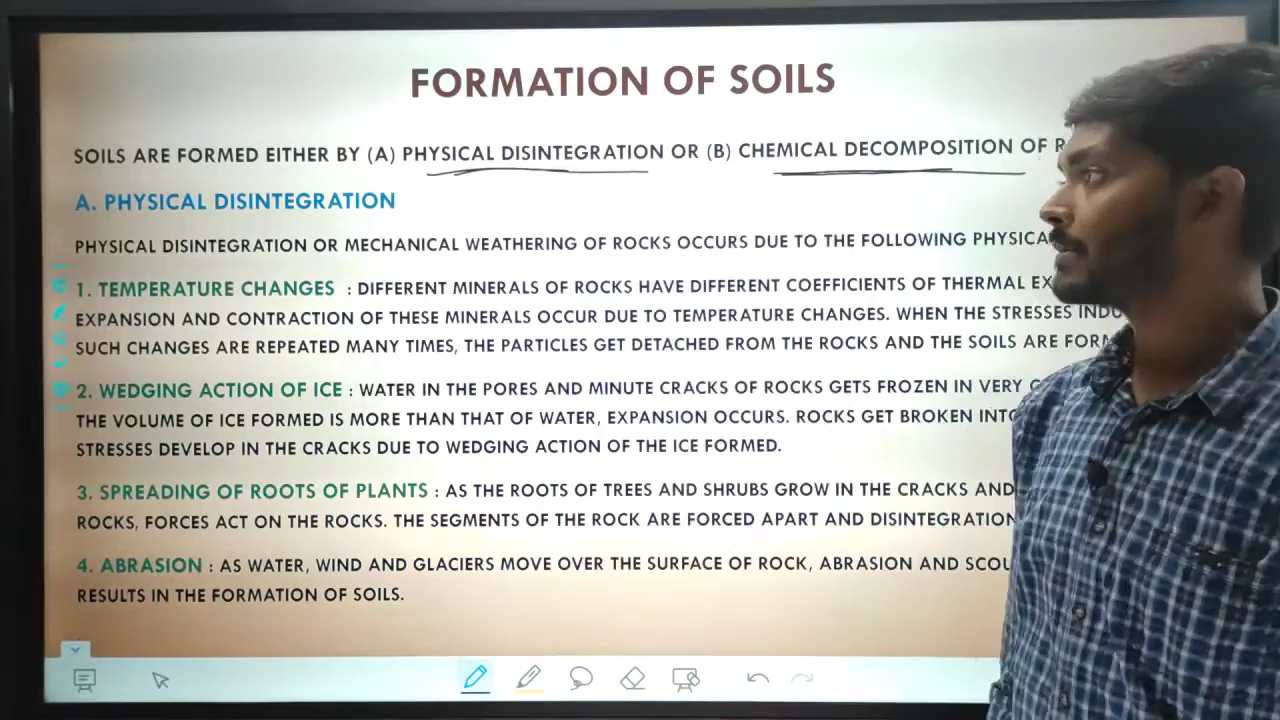 FORMATION OF SOILS
SOILS ARE FORMED EITHER BY (A) PHYSICAL DISINTEGRATION OR (B) CHEMICAL DECOMPOSITION OF
A. PHYSICAL DISINTEGRATION
PHYSICAL DISINTEGRATION OR MECHANICAL WEATHERING OF ROCKS OCCURS DUE TO THE FOLLOWING
1. TEMPERATURE CHANGES : DIFFERENT MINERALS OF ROCKS HAVE DIFFERENT COEFFICIENTS OF THERMAL
EXPANSION AND CONTRACTION OF THESE MINERALS OCCUR DUE TO TEMPERATURE CHANGES. WHEN THE STRESSES
SUCH CHANGES ARE REPEATED MANY TIMES, THE PARTICLES GET DETACHED FROM THE ROCKS AND THE SOILS ARE
2. WEDGING ACTION OF ICE : WATER IN THE PORES AND MINUTE CRACKS OF ROCKS GETS FROZEN IN VERY
THE VOLUME OF ICE FORMED IS MORE THAN THAT OF WATER, EXPANSION OCCURS. ROCKS GET BROKEN
STRESSES DEVELOP IN THE CRACKS DUE TO WEDGING ACTION OF THE ICE FORMED.
3. SPREADING OF ROOTS OF PLANTS : AS THE ROOTS OF TREES AND SHRUBS GROW IN THE CRACKS AND
ROCKS, FORCES ACT ON THE ROCKS. THE SEGMENTS OF THE ROCK ARE FORCED APART AND DISINTEGRATION
4. ABRASION : AS WATER, WIND AND GLACIERS MOVE OVER THE SURFACE OF ROCK, ABRASION AND
RESULTS IN THE FORMATION OF SOILS.